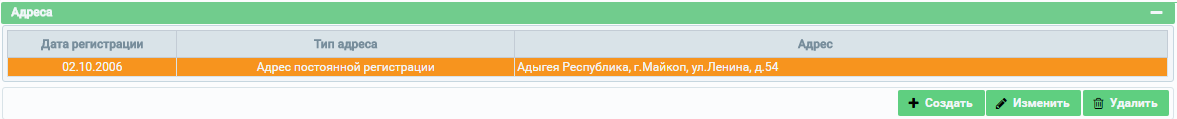 Адреса
Дата регистрации Тип адреса Адрес
02.10.2006 Адрес постоянной регистрации Адыгея Республика, г.Майкоп, ул.Ленина, д.54
Создать Изменить Удалить